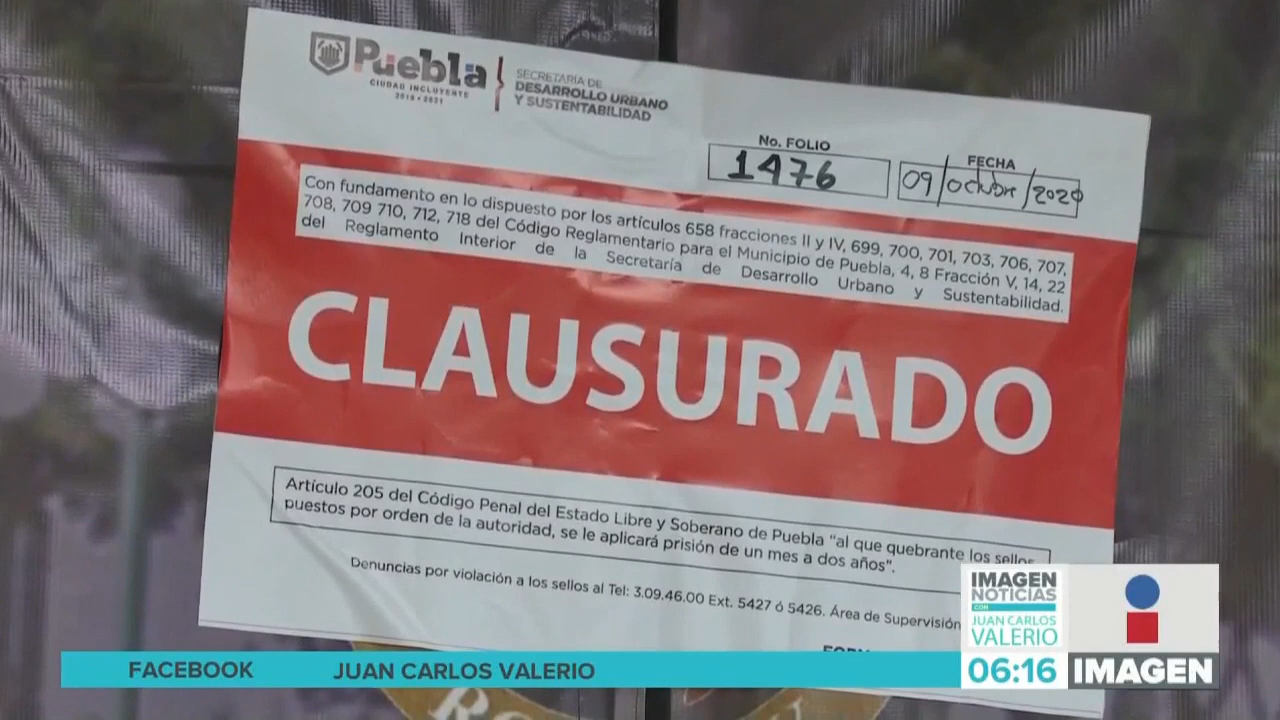 Puebla
CIUDAD INCLUYENTE
2018 • 2021
SECRETARÍA DE
DESARROLLO URBANO
Y SUSTENTABILIDAD
No. FOLIO
1476
FECHA
09/octubre/2020
Con fundamento en lo dispuesto por los artículos 658 fracciones II y IV, 699, 700, 701, 703, 706, 707,
708, 709 710, 712, 718 del Código Reglamentario para el Municipio de Puebla, 4, 8 Fracción V, 14, 22
del Reglamento Interior de la Secretaría de Desarrollo Urbano y Sustentabilidad.
CLAUSURADO
Artículo 205 del Código Penal del Estado Libre y Soberano de Puebla "al que quebrante los sellos
puestos por orden de la autoridad, se le aplicará prisión de un mes a dos años".
Denuncias por violación a los sellos al Tel: 3.09.46.00 Ext. 5427 ó 5426. Área de Supervisión
IMAGEN
NOTICIAS
CON
JUAN CARLOS
VALERIO
FACEBOOK JUAN CARLOS VALERIO
06:16 IMAGEN